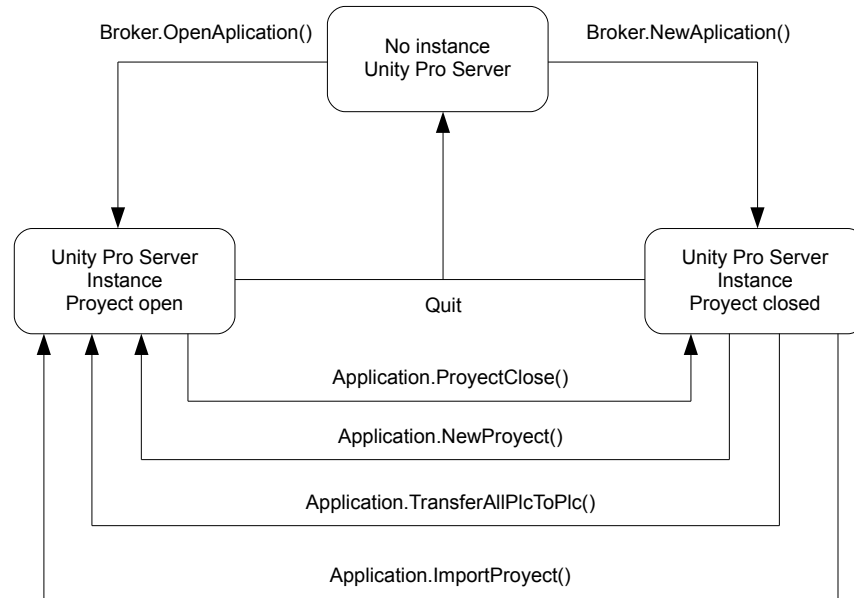 Broker.OpenAplication()
No instance
Unity Pro Server
Broker.NewAplication()
Unity Pro Server
Instance
Proyect open
Unity Pro Server
Instance
Proyect closed
Quit
Application.ProyectClose()
Application.NewProyect()
Application.TransferAllPlcToPlc()
Application.ImportProyect()